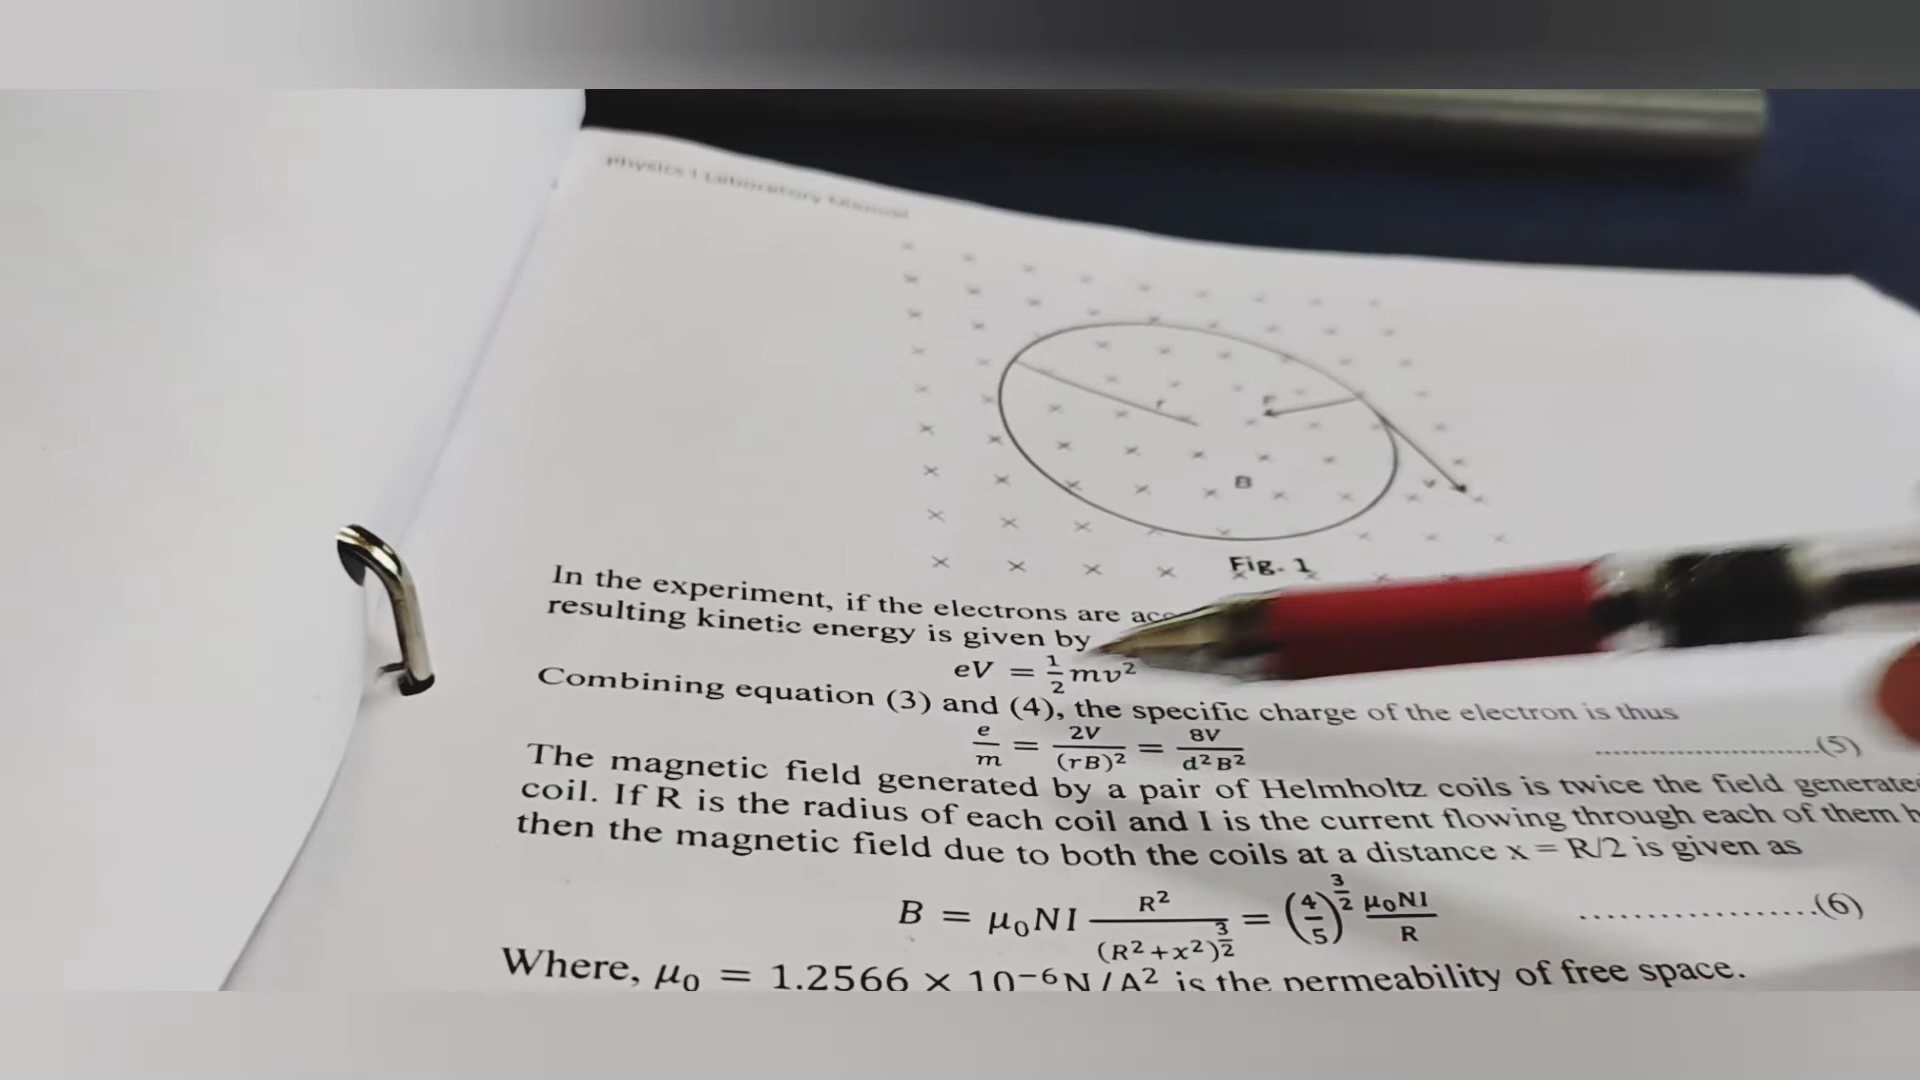 Physics I Laboratory Manual
r
F
B
v
Fig. 1
In the experiment, if the electrons are
resulting kinetic energy is given by
eV = 1/2 mv²
Combining equation (3) and (4), the specific charge of the electron is thus
e/m = 2V/(rB)² = 8V/d²B² ........................(5)
The magnetic field generated by a pair of Helmholtz coils is twice the field
coil. If R is the radius of each coil and I is the current flowing through each of them
then the magnetic field due to both the coils at a distance x = R/2 is given as
B = μ₀NI R²/(R²+x²)^(3/2) = (4/5)^(3/2) μ₀NI/R ...................(6)
Where, μ₀ = 1.2566 × 10⁻⁶N/A² is the permeability of free space.